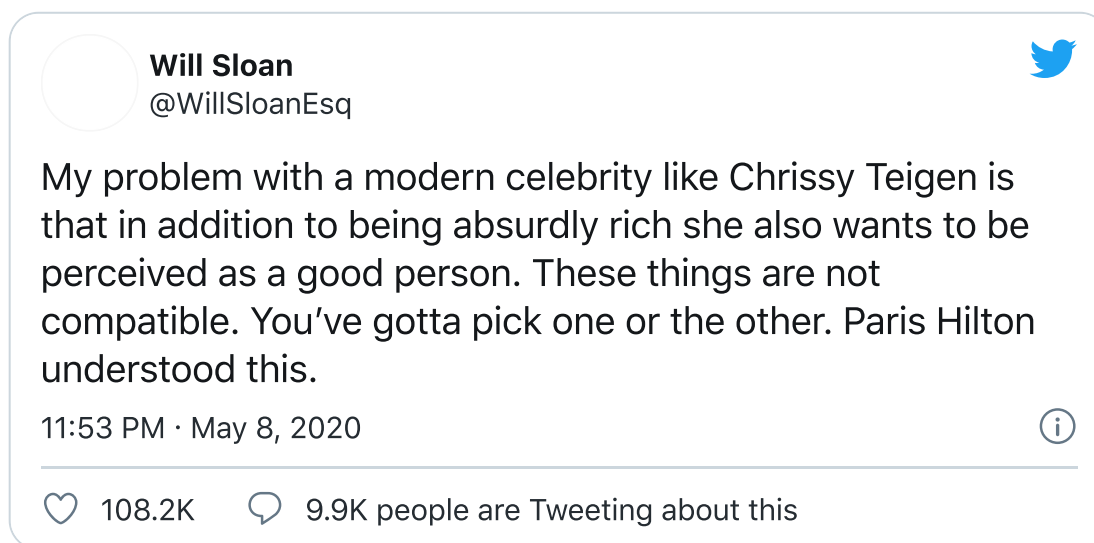 Will Sloan
@WillSloanEsq
My problem with a modern celebrity like Chrissy Teigen is
that in addition to being absurdly rich she also wants to be
perceived as a good person. These things are not
compatible. You’ve gotta pick one or the other. Paris Hilton
understood this.
11:53 PM · May 8, 2020
108.2K 9.9K people are Tweeting about this